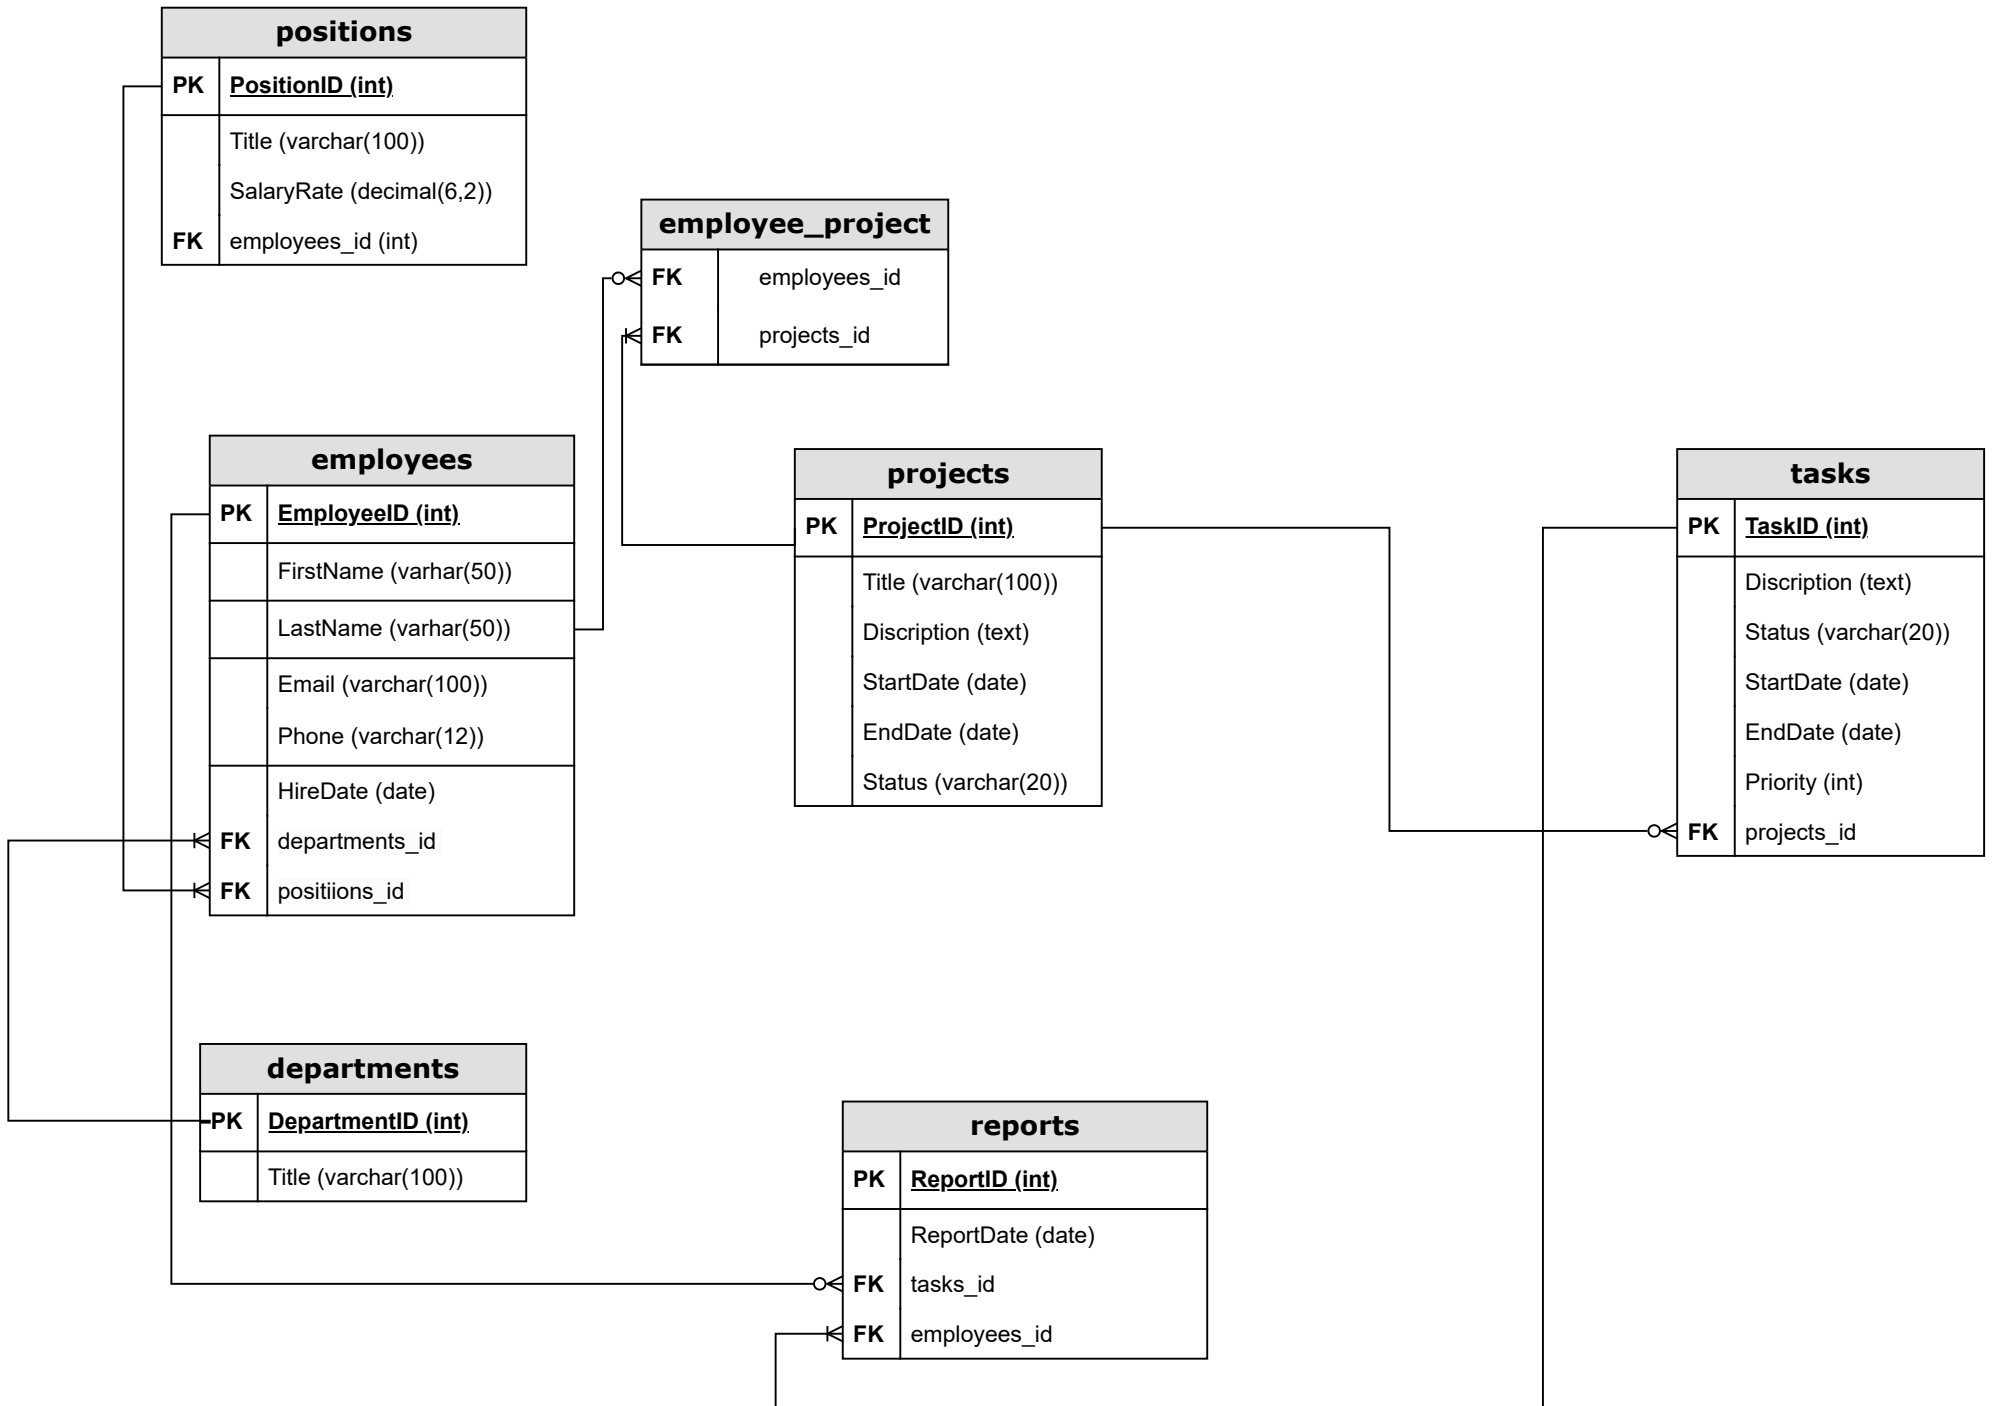 positions
PK PositionID (int)
Title (varchar(100))
SalaryRate (decimal(6,2))
FK employees_id (int)
employee_project
FK employees_id
FK projects_id
employees
PK EmployeeID (int)
FirstName (varhar(50))
LastName (varhar(50))
Email (varchar(100))
Phone (varchar(12))
HireDate (date)
FK departments_id
FK positiions_id
projects
PK ProjectID (int)
Title (varchar(100))
Discription (text)
StartDate (date)
EndDate (date)
Status (varchar(20))
tasks
PK TaskID (int)
Discription (text)
Status (varchar(20))
StartDate (date)
EndDate (date)
Priority (int)
FK projects_id
departments
PK DepartmentID (int)
Title (varchar(100))
reports
PK ReportID (int)
ReportDate (date)
FK tasks_id
FK employees_id